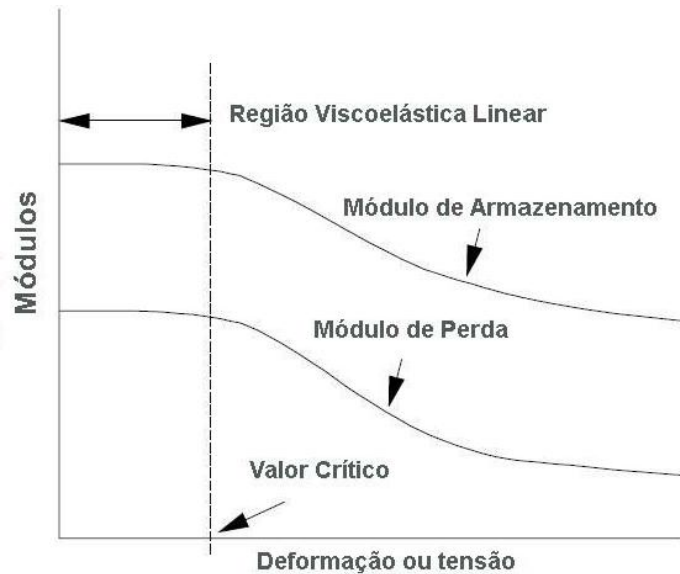 Região Viscoelástica Linear
Módulo de Armazenamento
Módulos
Módulo de Perda
Valor Crítico
Deformação ou tensão